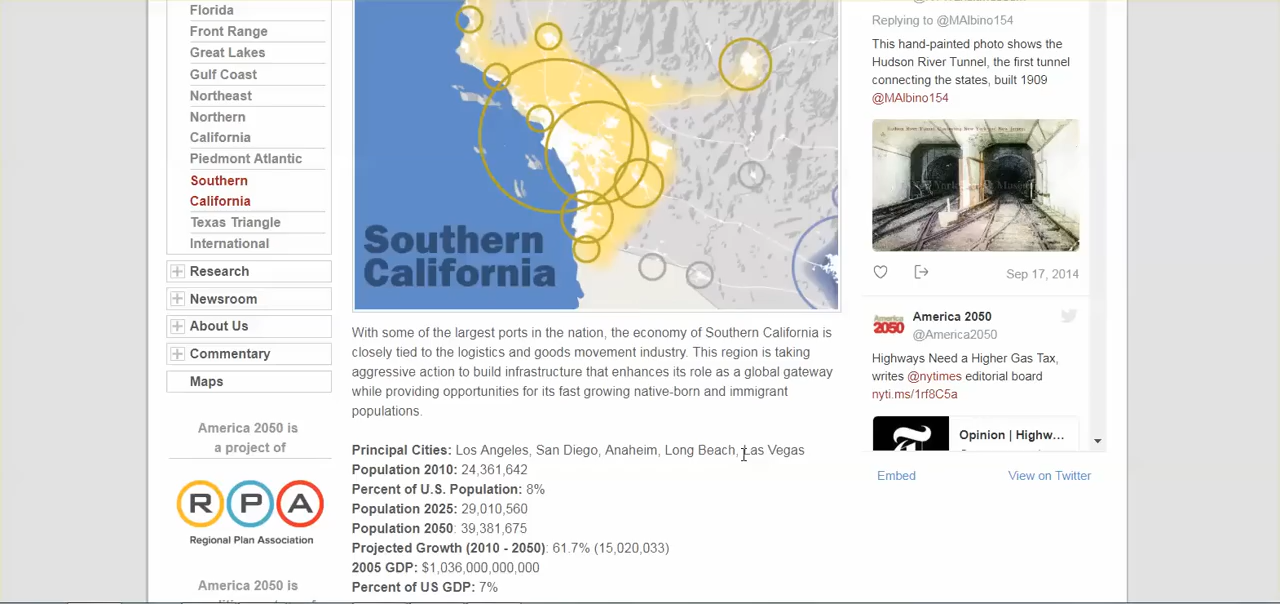 Florida
Front Range
Great Lakes
Gulf Coast
Northeast
Northern
California
Piedmont Atlantic
Southern
California
Texas Triangle
International
Research
Newsroom
About Us
Commentary
Maps
America 2050 is
a project of
R P A
Regional Plan Association
America 2050 is
Southern
California
With some of the largest ports in the nation, the economy of Southern California is
closely tied to the logistics and goods movement industry. This region is taking
aggressive action to build infrastructure that enhances its role as a global gateway
while providing opportunities for its fast growing native-born and immigrant
populations.
Principal Cities: Los Angeles, San Diego, Anaheim, Long Beach, Las Vegas
Population 2010: 24,361,642
Percent of U.S. Population: 8%
Population 2025: 29,010,560
Population 2050: 39,381,675
Projected Growth (2010 - 2050): 61.7% (15,020,033)
2005 GDP: $1,036,000,000,000
Percent of US GDP: 7%
Replying to @MAlbino154
This hand-painted photo shows the
Hudson River Tunnel, the first tunnel
connecting the states, built 1909
@MAlbino154
Sep 17, 2014
America
2050
America 2050
@America2050
Highways Need a Higher Gas Tax,
writes @nytimes editorial board
nyti.ms/1rf8C5a
Opinion | Highw...
Embed
View on Twitter